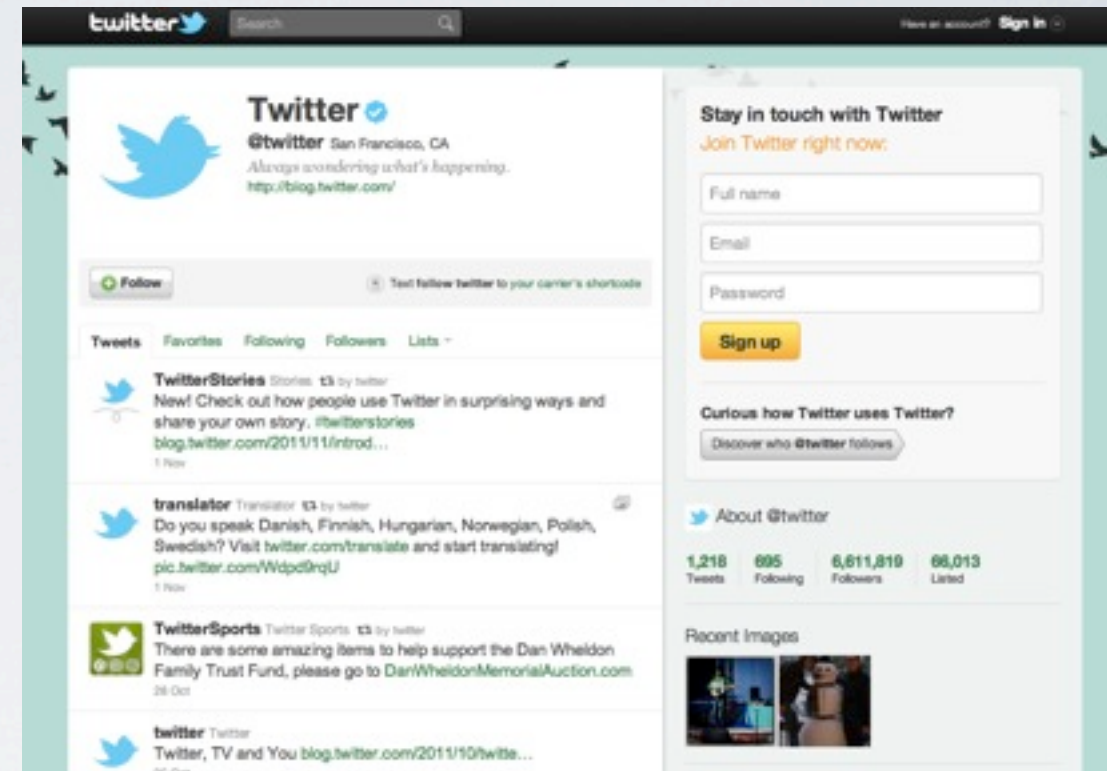 twitter
Search
Have an account? Sign in
Twitter
@twitter San Francisco, CA
Always wondering what's happening.
http://blog.twitter.com/
Follow
Text follow twitter to your carrier's shortcode
Tweets Favorites Following Followers Lists
TwitterStories Stories by twitter
New! Check out how people use Twitter in surprising ways and
share your own story. #twitterstories
blog.twitter.com/2011/11/introd...
1 Nov
translator Translator by twitter
Do you speak Danish, Finnish, Hungarian, Norwegian, Polish,
Swedish? Visit twitter.com/translate and start translating!
pic.twitter.com/Wdpd9rqU
1 Nov
TwitterSports Twitter Sports by twitter
There are some amazing items to help support the Dan Wheldon
Family Trust Fund, please go to DanWheldonMemorialAuction.com
26 Oct
twitter Twitter
Twitter, TV and You blog.twitter.com/2011/10/twitte...
Stay in touch with Twitter
Join Twitter right now:
Full name
Email
Password
Sign up
Curious how Twitter uses Twitter?
Discover who @twitter follows
About @twitter
1,218 695 6,611,819 66,013
Tweets Following Followers Listed
Recent Images